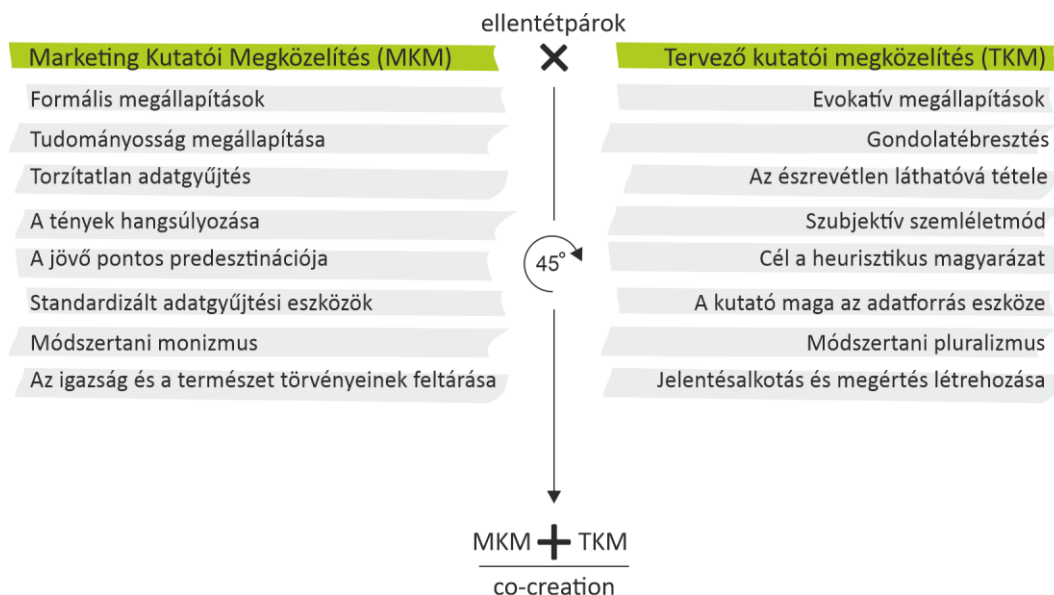 ellentétpárok
Marketing Kutatói Megközelítés (MKM)
Tervező kutatói megközelítés (TKM)
Formális megállapítások
Evokatív megállapítások
Tudományosság megállapítása
Gondolatébresztés
Torzítatlan adatgyűjtés
Az észrevétlen láthatóvá tétele
A tények hangsúlyozása
Szubjektív szemléletmód
A jövő pontos predesztinációja
45°
Cél a heurisztikus magyarázat
Standardizált adatgyűjtési eszközök
A kutató maga az adatforrás eszköze
Módszertani monizmus
Módszertani pluralizmus
Az igazság és a természet törvényeinek feltárása
Jelentésalkotás és megértés létrehozása
MKM + TKM
co-creation